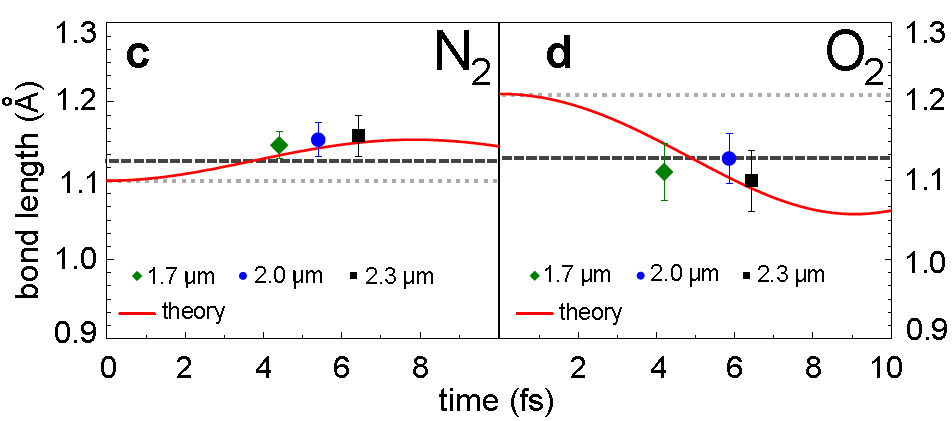 c N₂
d O₂
bond length (Å)
1.3
1.2
1.1
1.0
0.9
1.3
1.2
1.1
1.0
0.9
1.7 μm 2.0 μm 2.3 μm
theory
1.7 μm 2.0 μm 2.3 μm
theory
0 2 4 6 8
2 4 6 8 10
time (fs)